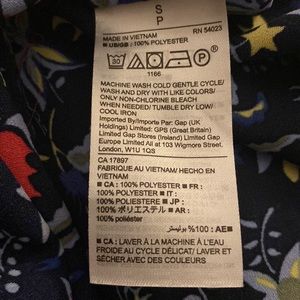 S
P
MADE IN VIETNAM RN 54023
US/GB: 100% POLYESTER
30 P
1166
MACHINE WASH COLD GENTLE CYCLE/
WASH AND DRY WITH LIKE COLORS/
ONLY NON-CHLORINE BLEACH
WHEN NEEDED/ TUMBLE DRY LOW/
COOL IRON
Imported By/Importe Par: Gap (UK
Holdings) Limited: GPS (Great Britain)
Limited Gap Stores (Ireland) Limited Gap
Europe Limited All at 103 Wigmore Street,
London, W1U 1QS
CA 17897
FABRIQUE AU VIETNAM/ HECHO EN
VIETNAM
CA: 100% POLYESTER FR:
100% POLYESTER IT:
100% POLIESTERE JP:
100% ポリエステル AR:
100% poliéster
100% بوليستر :AE
CA: LAVER À LA MACHINE À L'EAU
FROIDE AU CYCLE DÉLICAT/ LAVER ET
SÉCHER AVEC DES COULEURS